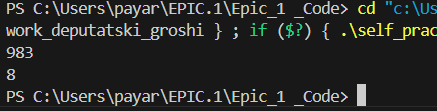 PS C:\Users\payar\EPIC.1\Epic_1 _Code> cd "c:\Us
work_deputatski_groshi } ; if ($?) { .\self_prac
983
8
PS C:\Users\payar\EPIC.1\Epic_1 _Code>